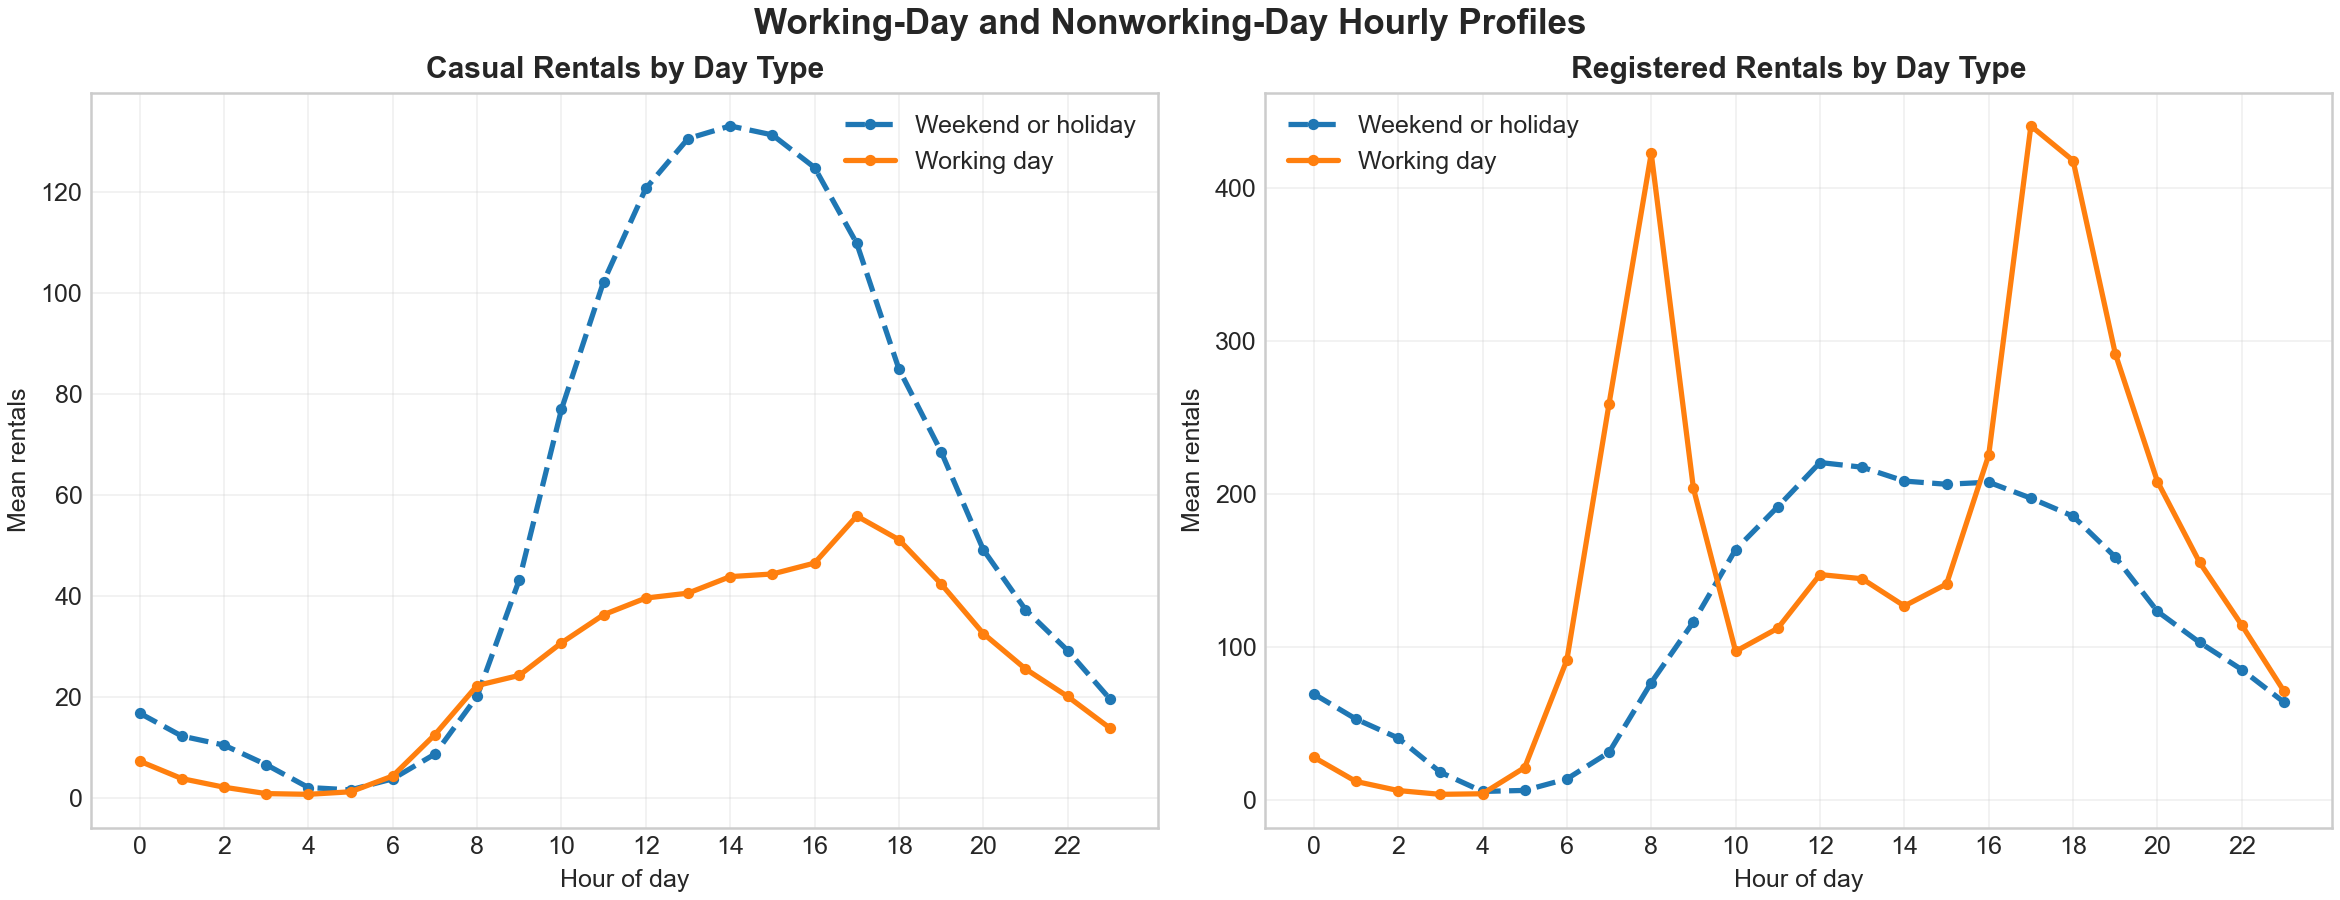 Working-Day and Nonworking-Day Hourly Profiles
Casual Rentals by Day Type
Weekend or holiday
Working day
Mean rentals
120
100
80
60
40
20
0
0 2 4 6 8 10 12 14 16 18 20 22
Hour of day
Registered Rentals by Day Type
Weekend or holiday
Working day
Mean rentals
400
300
200
100
0
0 2 4 6 8 10 12 14 16 18 20 22
Hour of day